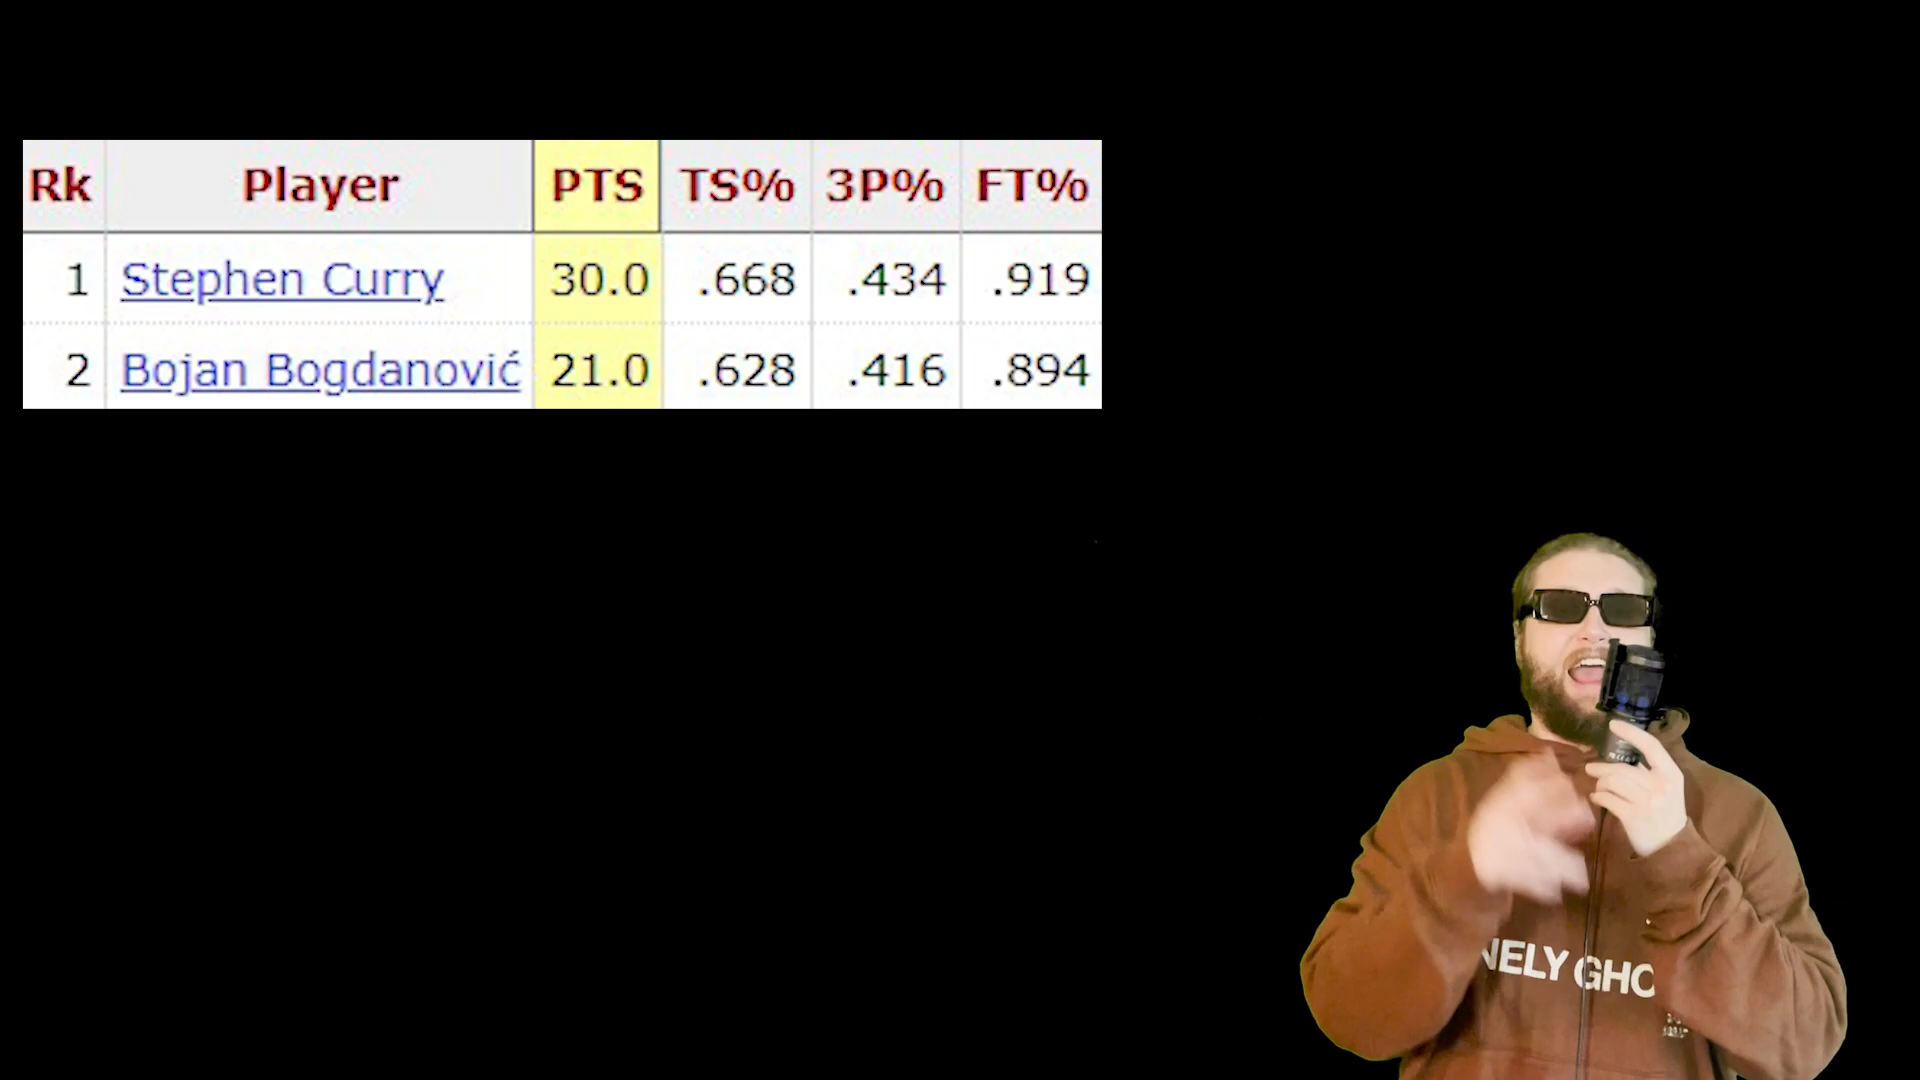 Rk Player PTS TS% 3P% FT%
1 Stephen Curry 30.0 .668 .434 .919
2 Bojan Bogdanović 21.0 .628 .416 .894
NELY GHO